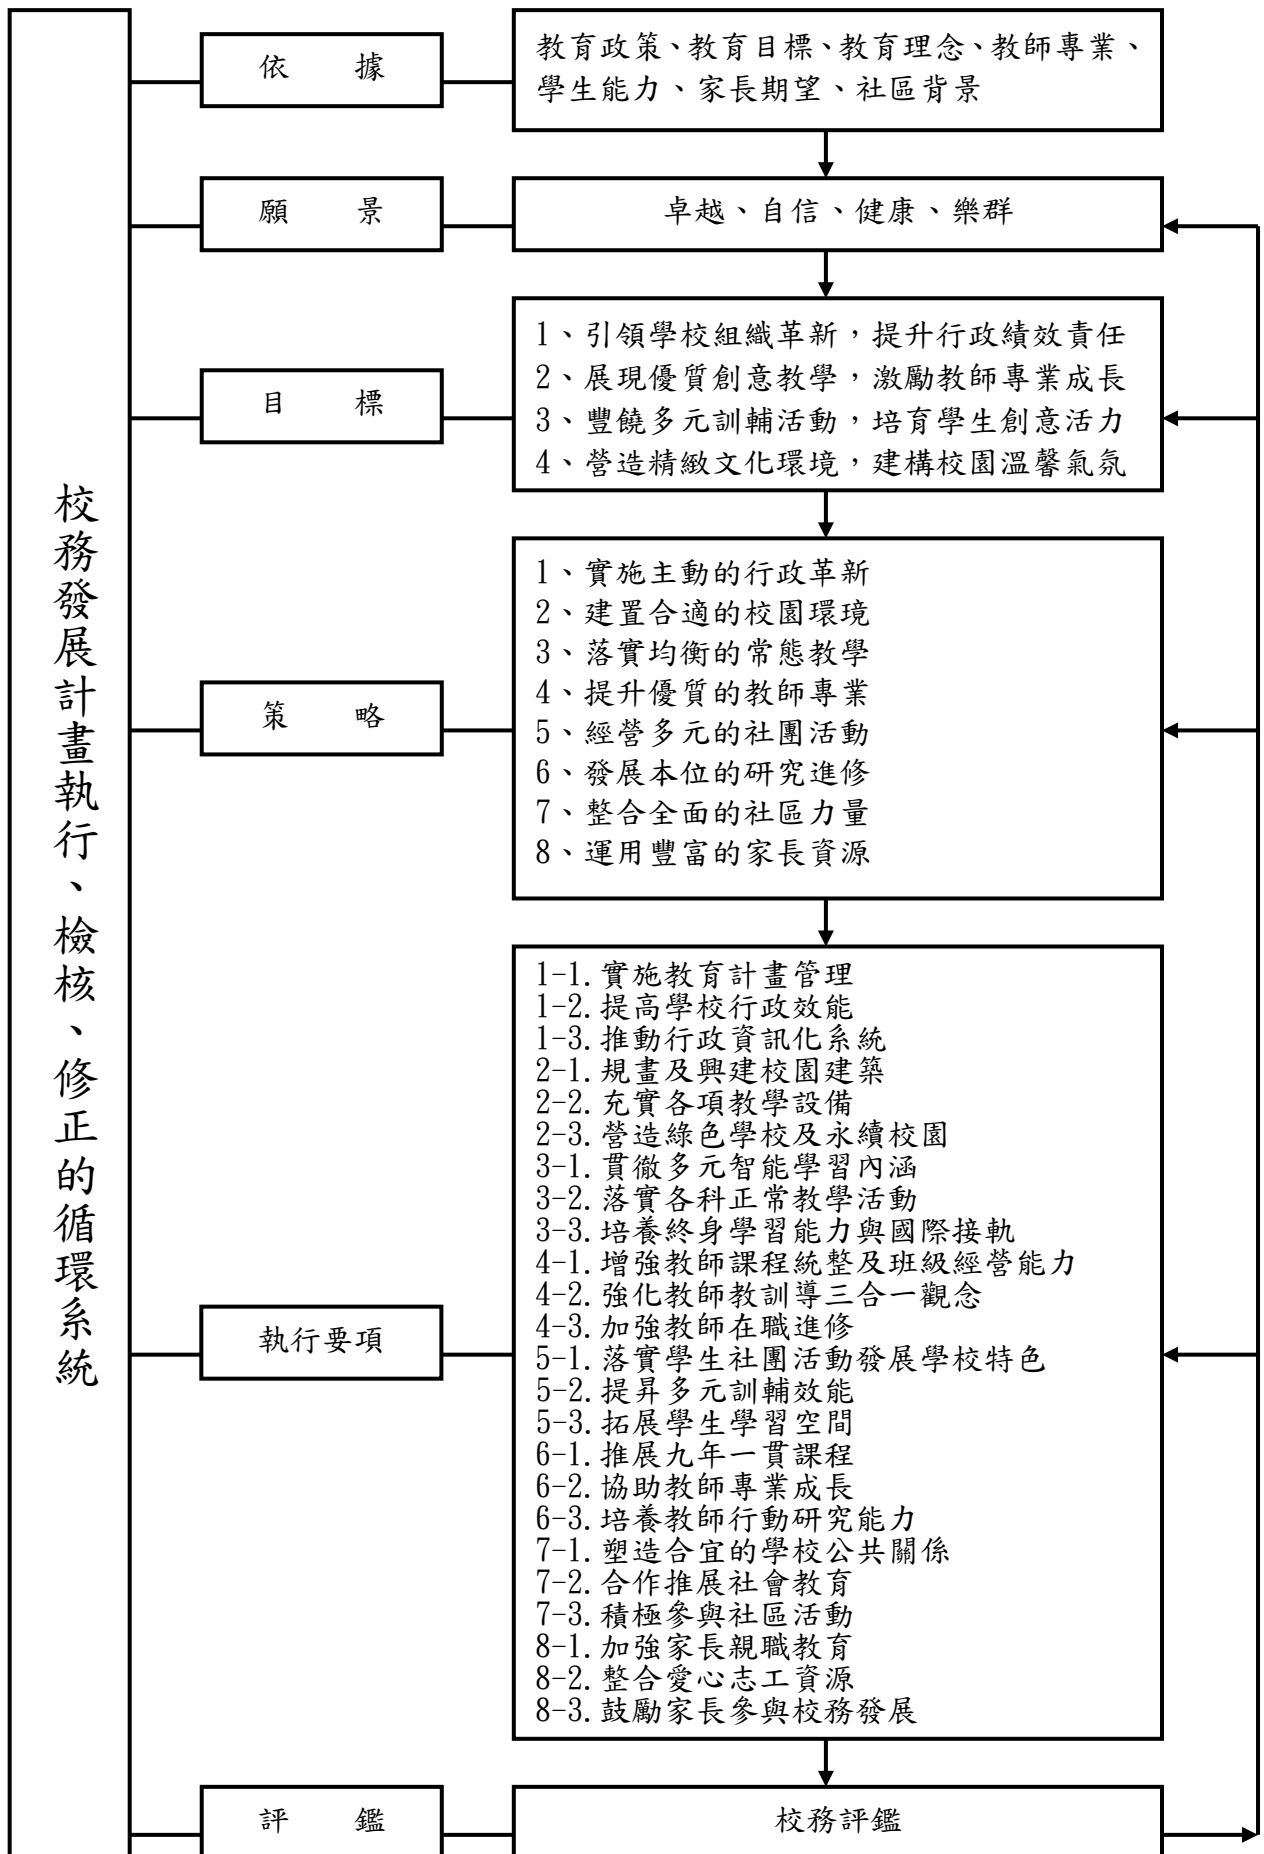 校務發展計畫執行、檢核、修正的循環系統
依　據
教育政策、教育目標、教育理念、教師專業、
學生能力、家長期望、社區背景
願　景
卓越、自信、健康、樂群
目　標
1、引領學校組織革新，提升行政績效責任
2、展現優質創意教學，激勵教師專業成長
3、豐饒多元訓輔活動，培育學生創意活力
4、營造精緻文化環境，建構校園溫馨氣氛
策　略
1、實施主動的行政革新
2、建置合適的校園環境
3、落實均衡的常態教學
4、提升優質的教師專業
5、經營多元的社團活動
6、發展本位的研究進修
7、整合全面的社區力量
8、運用豐富的家長資源
執行要項
1-1.實施教育計畫管理
1-2.提高學校行政效能
1-3.推動行政資訊化系統
2-1.規畫及興建校園建築
2-2.充實各項教學設備
2-3.營造綠色學校及永續校園
3-1.貫徹多元智能學習內涵
3-2.落實各科正常教學活動
3-3.培養終身學習能力與國際接軌
4-1.增強教師課程統整及班級經營能力
4-2.強化教師教訓導三合一觀念
4-3.加強教師在職進修
5-1.落實學生社團活動發展學校特色
5-2.提昇多元訓輔效能
5-3.拓展學生學習空間
6-1.推展九年一貫課程
6-2.協助教師專業成長
6-3.培養教師行動研究能力
7-1.塑造合宜的學校公共關係
7-2.合作推展社會教育
7-3.積極參與社區活動
8-1.加強家長親職教育
8-2.整合愛心志工資源
8-3.鼓勵家長參與校務發展
評　鑑
校務評鑑